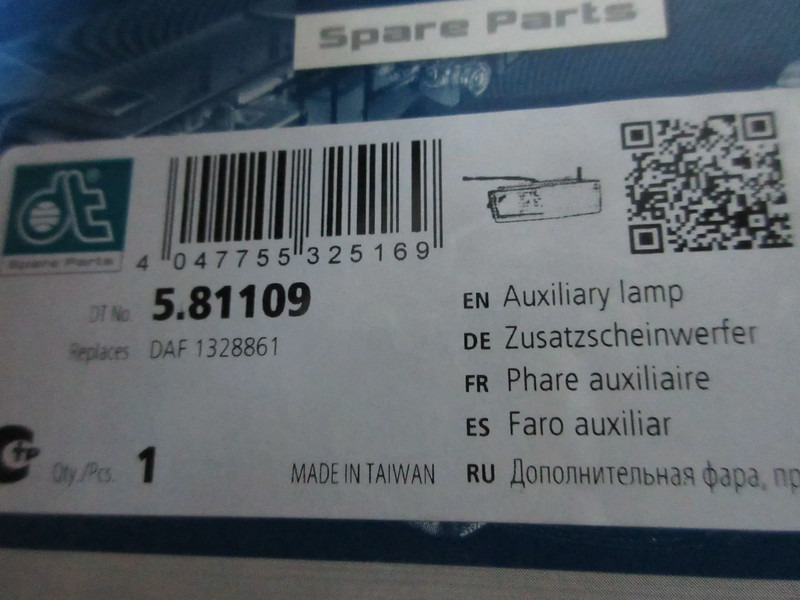 Spare Parts
dt®
Spare Parts
4 047755 325169
DT No. 5.81109
Replaces DAF 1328861
Qty./Pcs. 1
MADE IN TAIWAN
EN Auxiliary lamp
DE Zusatzscheinwerfer
FR Phare auxiliaire
ES Faro auxiliar
RU Дополнительная фара, пр